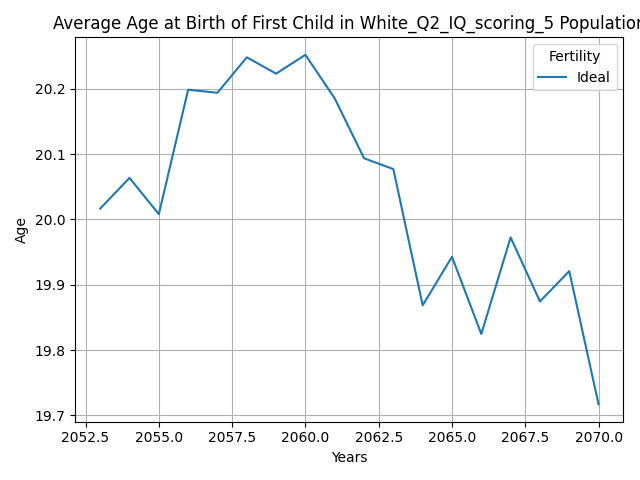 Average Age at Birth of First Child in White_Q2_IQ_scoring_5 Population
Fertility
Ideal
20.2
20.1
20.0
19.9
19.8
19.7
Age
2052.5 2055.0 2057.5 2060.0 2062.5 2065.0 2067.5 2070.0
Years